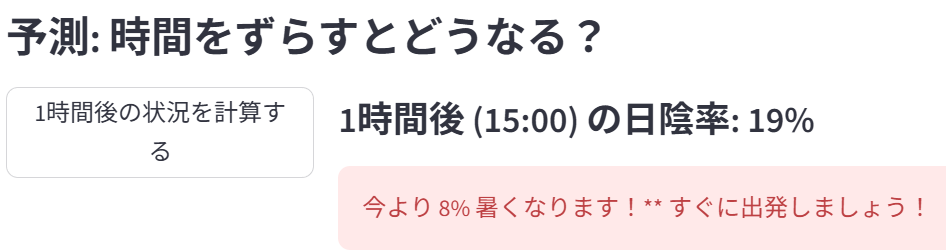 予測: 時間をずらすとどうなる？
1時間後の状況を計算す
る
1時間後 (15:00) の日陰率: 19%
今より 8% 暑くなります！** すぐに出発しましょう！